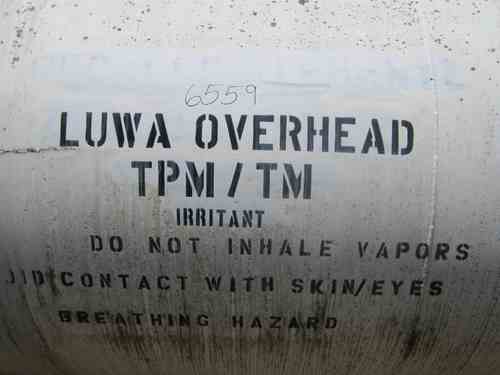 6559
LUWA OVERHEAD
TPM/TM
IRRITANT
DO NOT INHALE VAPORS
CONTACT WITH SKIN/EYES
BREATHING HAZARD